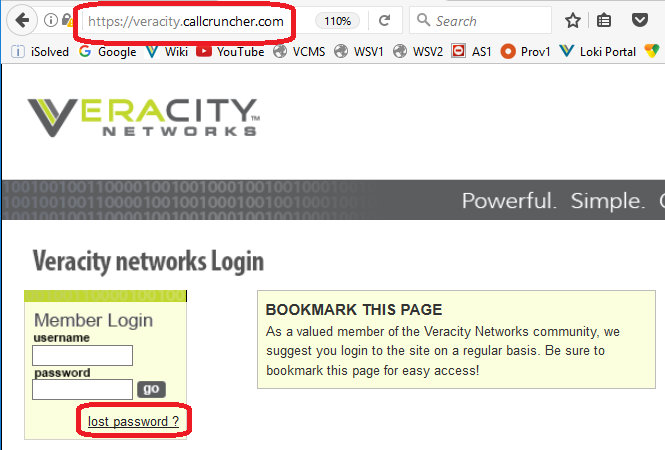 https://veracity.callcruncher.com
110%
Search
iSolved Google Wiki YouTube VCMS WSV1 WSV2 AS1 Prov1 Loki Portal
VERACITY™
NETWORKS
Powerful. Simple.
Veracity networks Login
Member Login
username
password
go
lost password ?
BOOKMARK THIS PAGE
As a valued member of the Veracity Networks community, we
suggest you login to the site on a regular basis. Be sure to
bookmark this page for easy access!